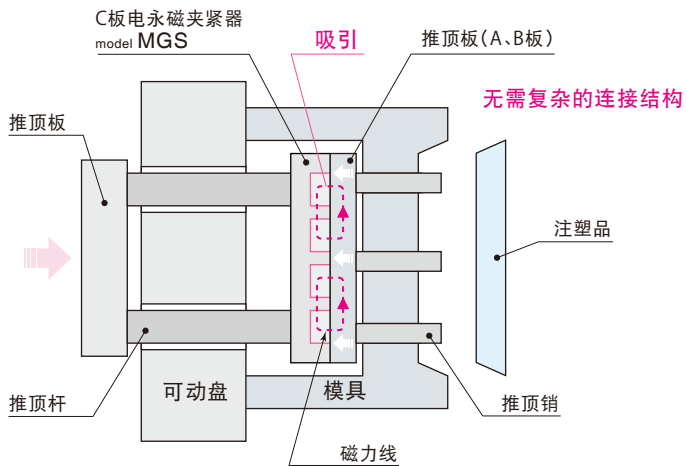 C板电永磁夹紧器
model MGS
吸引
推顶板(A、B板)
无需复杂的连接结构
推顶板
注塑品
可动盘
模具
推顶杆
推顶销
磁力线